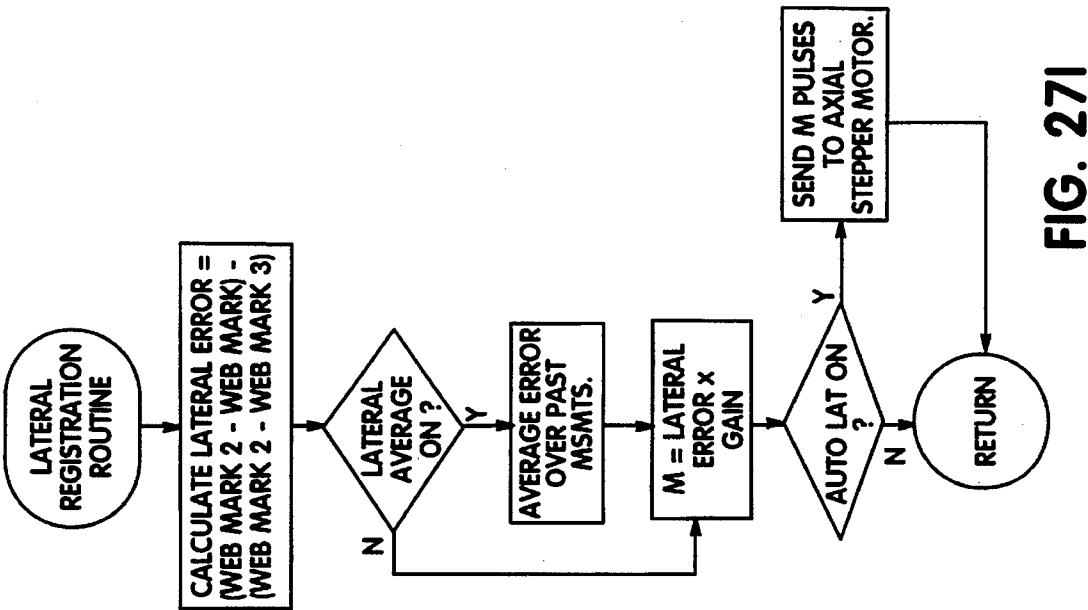 LATERAL
REGISTRATION
ROUTINE
CALCULATE LATERAL ERROR =
(WEB MARK 2 - WEB MARK) -
(WEB MARK 2 - WEB MARK 3)
LATERAL
AVERAGE
ON ?
N
Y
AVERAGE ERROR
OVER PAST
MSMTS.
M = LATERAL
ERROR x
GAIN
AUTO LAT ON
?
Y
N
SEND M PULSES
TO AXIAL
STEPPER MOTOR.
RETURN
FIG. 27I